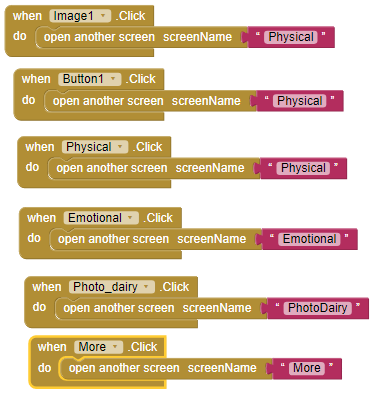 when Image1 .Click
do open another screen screenName " Physical "
when Button1 .Click
do open another screen screenName " Physical "
when Physical .Click
do open another screen screenName " Physical "
when Emotional .Click
do open another screen screenName " Emotional "
when Photo_dairy .Click
do open another screen screenName " PhotoDairy "
when More .Click
do open another screen screenName " More "